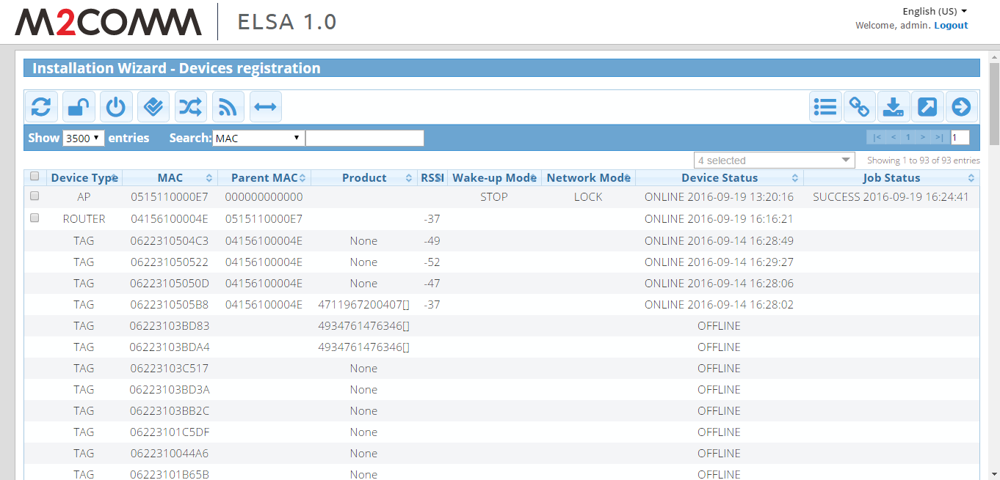 M2COMM ELSA 1.0 English (US)
Welcome, admin. Logout
Installation Wizard - Devices registration
Show 3500 entries Search: MAC |< < 1 > >| 1
4 selected Showing 1 to 93 of 93 entries
Device Type MAC Parent MAC Product RSSI Wake-up Mode Network Mode Device Status Job Status
AP 0515110000E7 000000000000 STOP LOCK ONLINE 2016-09-19 13:20:16 SUCCESS 2016-09-19 16:24:41
ROUTER 04156100004E 0515110000E7 -37 ONLINE 2016-09-19 16:16:21
TAG 0622310504C3 04156100004E None -49 ONLINE 2016-09-14 16:28:49
TAG 062231050522 04156100004E None -52 ONLINE 2016-09-14 16:29:27
TAG 06223105050D 04156100004E None -47 ONLINE 2016-09-14 16:28:06
TAG 0622310505B8 04156100004E 4711967200407[] -37 ONLINE 2016-09-14 16:28:02
TAG 06223103BD83 4934761476346[] OFFLINE
TAG 06223103BDA4 4934761476346[] OFFLINE
TAG 06223103C517 None OFFLINE
TAG 06223103BD3A None OFFLINE
TAG 06223103BB2C None OFFLINE
TAG 06223101C5DF None OFFLINE
TAG 0622310044A6 None OFFLINE
TAG 06223101B65B None OFFLINE